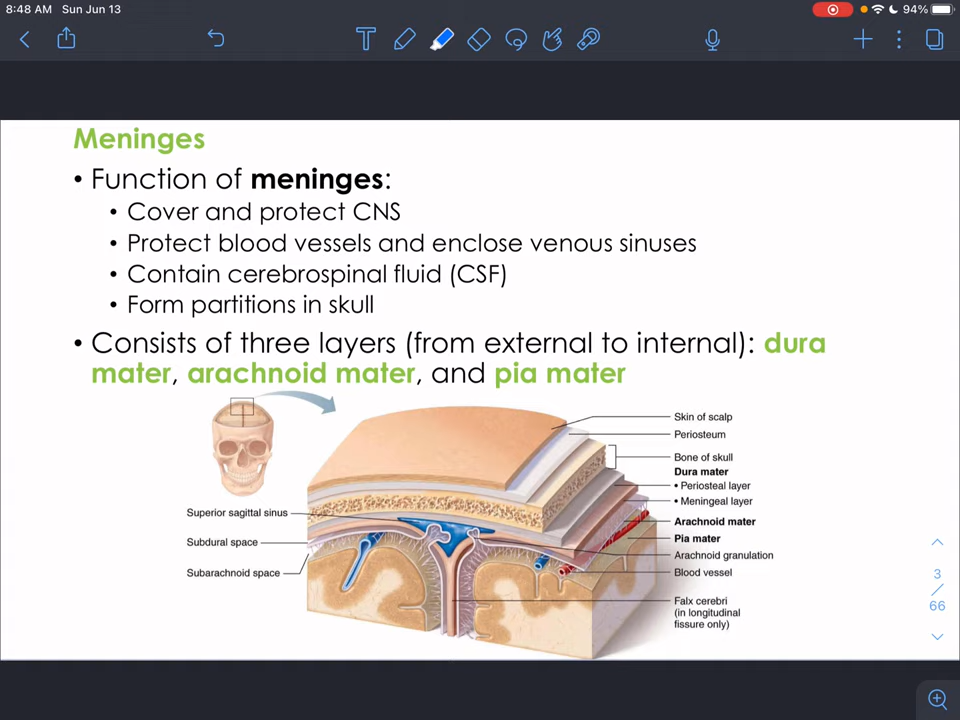 8:48 AM Sun Jun 13
94%
Meninges
• Function of meninges:
• Cover and protect CNS
• Protect blood vessels and enclose venous sinuses
• Contain cerebrospinal fluid (CSF)
• Form partitions in skull
• Consists of three layers (from external to internal): dura
mater, arachnoid mater, and pia mater
Skin of scalp
Periosteum
Bone of skull
Dura mater
• Periosteal layer
• Meningeal layer
Arachnoid mater
Pia mater
Arachnoid granulation
Blood vessel
Falx cerebri
(in longitudinal
fissure only)
Superior sagittal sinus
Subdural space
Subarachnoid space
3
/
66